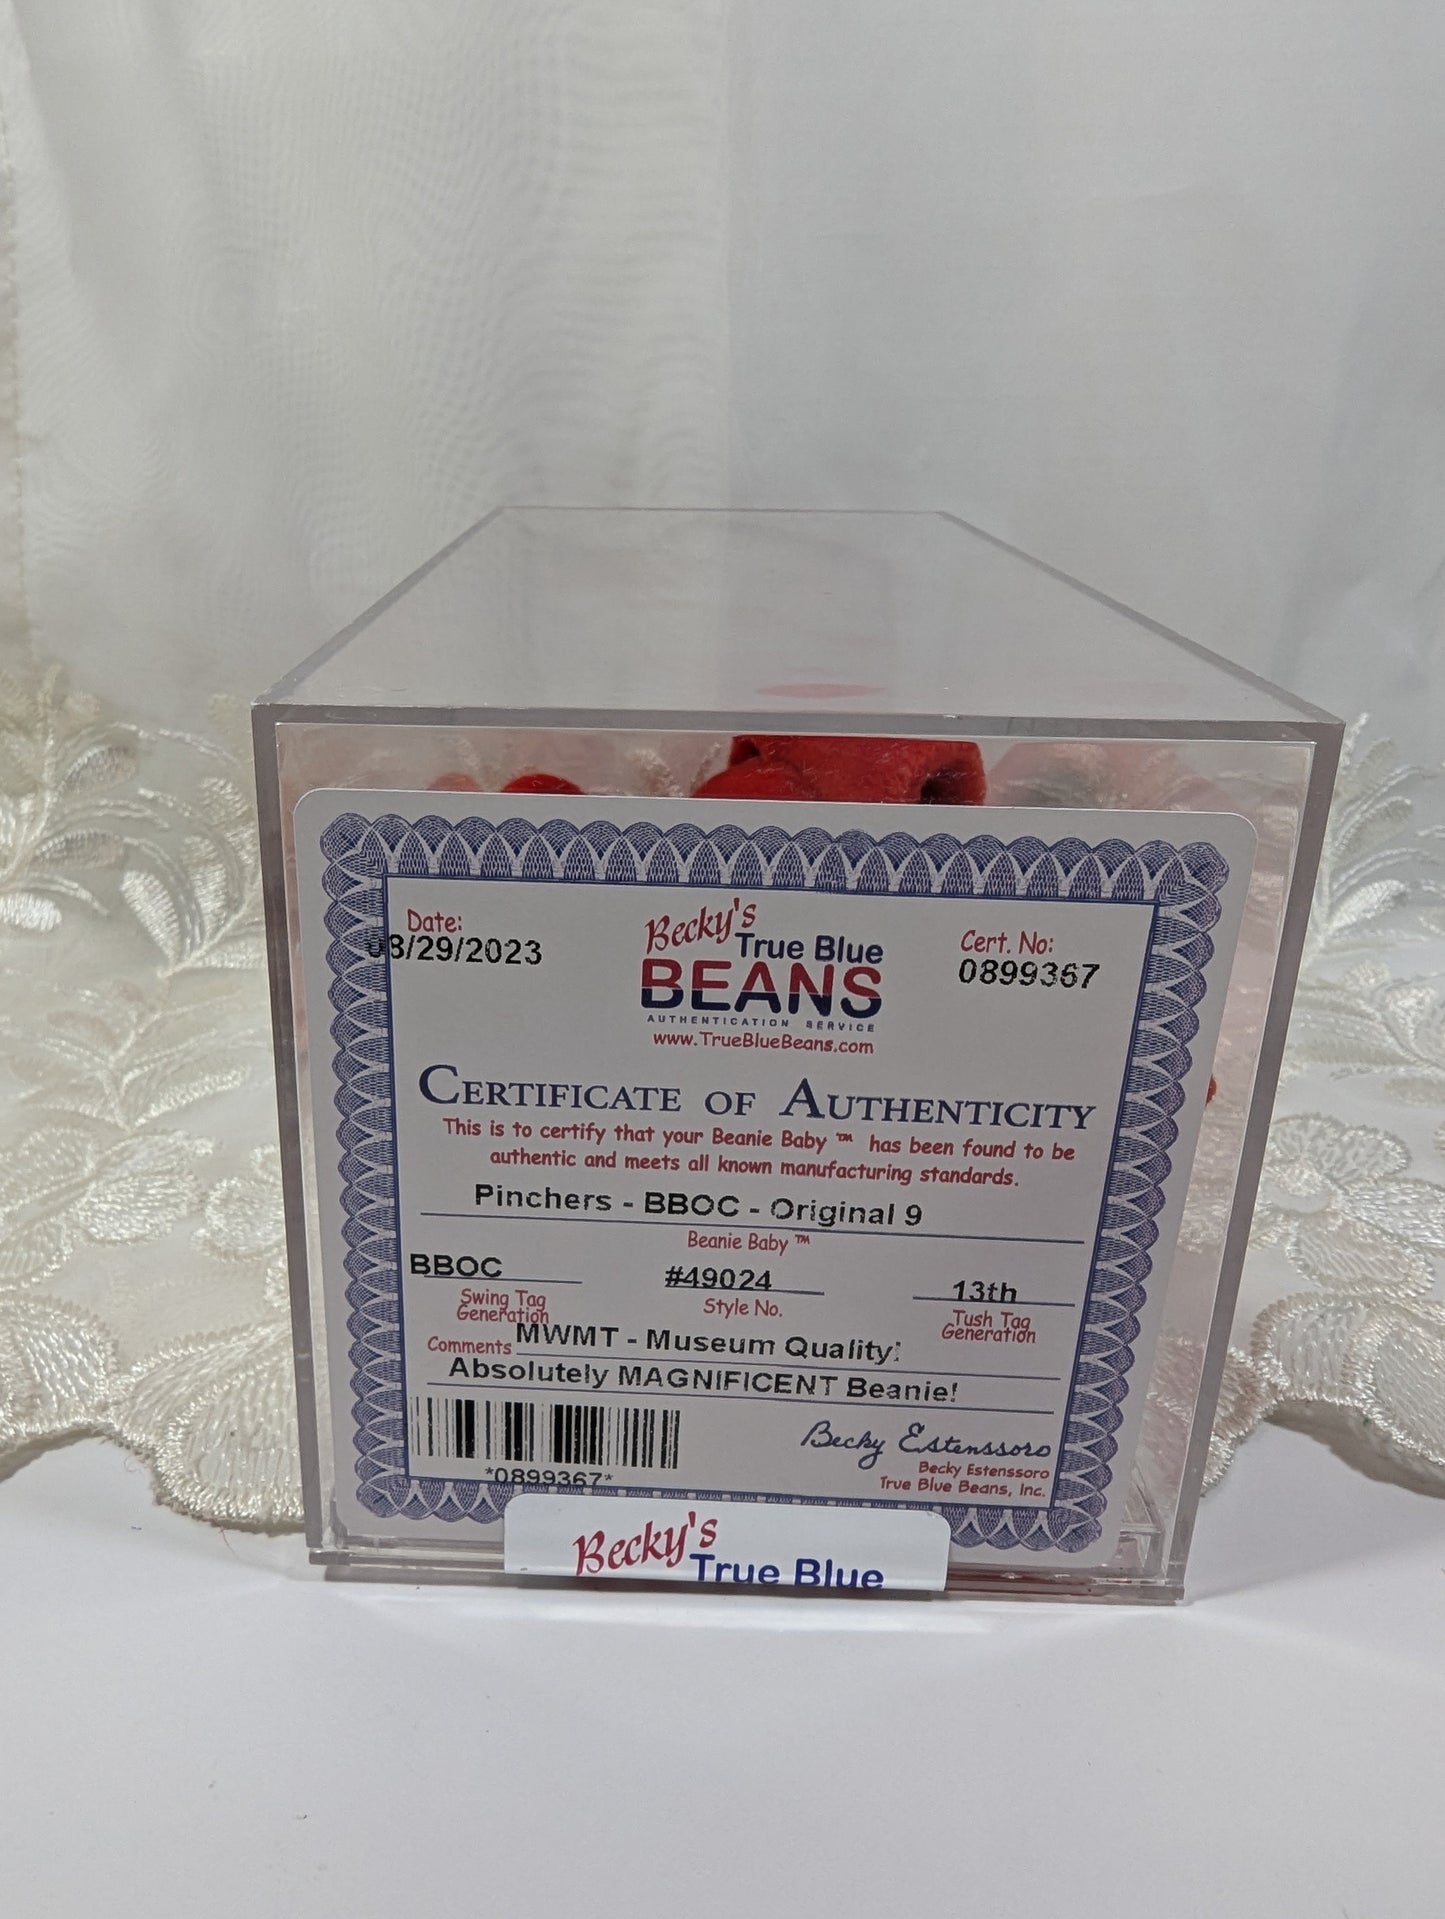 Date:
08/29/2023
Becky's
True Blue
BEANS
AUTHENTICATION SERVICE
www.TrueBlueBeans.com
Cert. No:
0899367
CERTIFICATE OF AUTHENTICITY
This is to certify that your Beanie Baby ™ has been found to be
authentic and meets all known manufacturing standards.
Pinchers - BBOC - Original 9
Beanie Baby ™
BBOC
Swing Tag
Generation
#49024
Style No.
13th
Tush Tag
Generation
Comments MWMT - Museum Quality!
Absolutely MAGNIFICENT Beanie!
*0899367*
Becky Estenssoro
Becky Estenssoro
True Blue Beans, Inc.
Becky's
True Blue